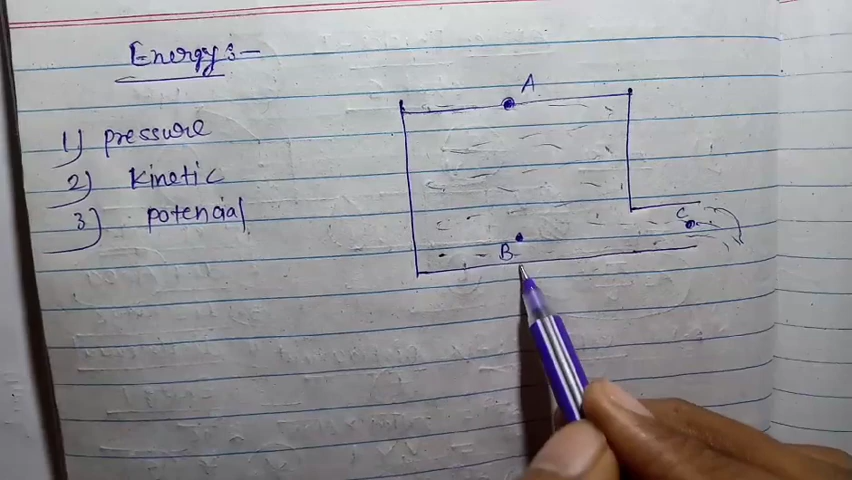 Energy :-
1) pressure
2) kinetic
3) potencial
A
B
C